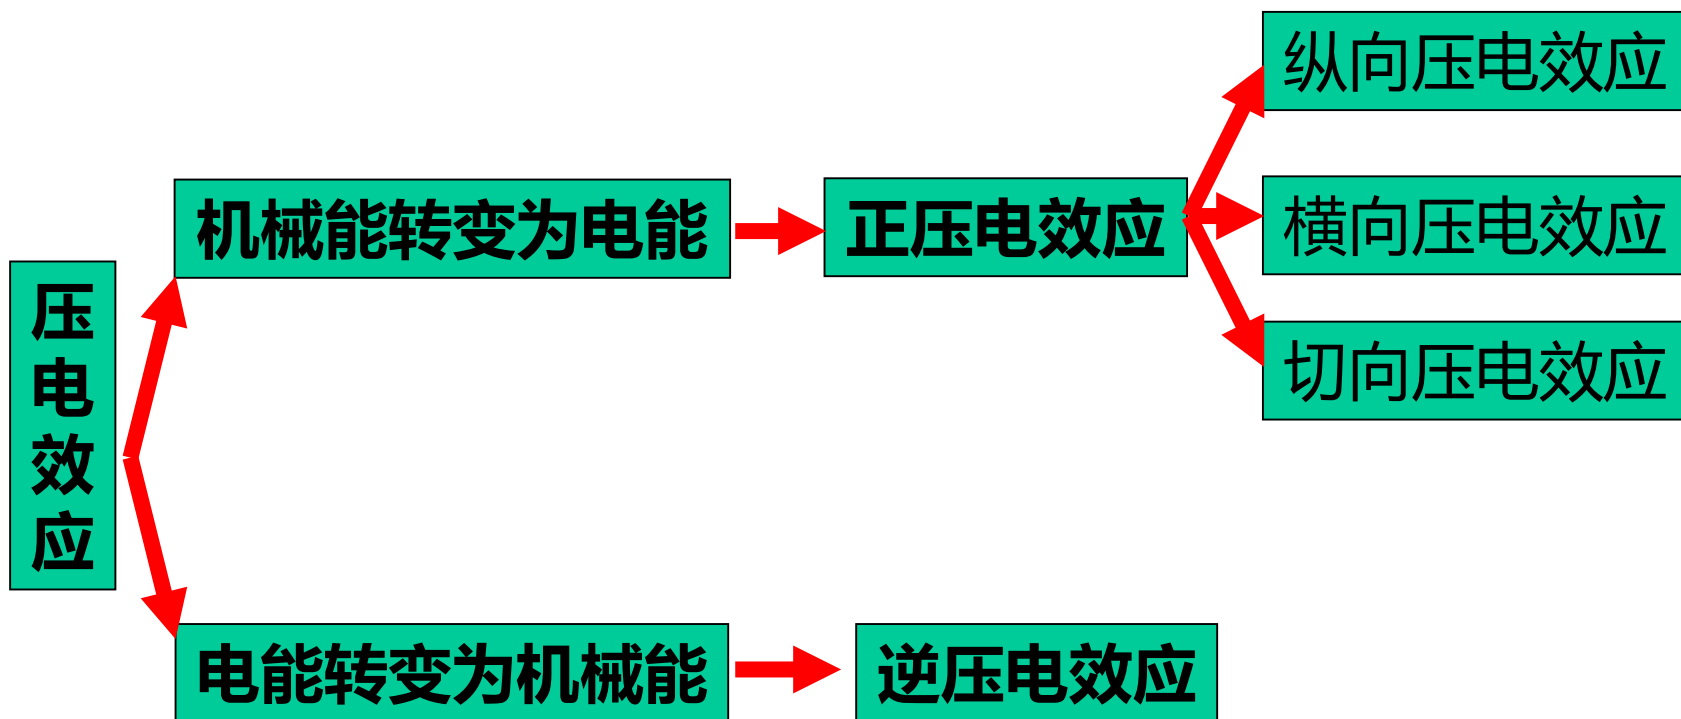 压
电
效
应
机械能转变为电能
正压电效应
纵向压电效应
横向压电效应
切向压电效应
电能转变为机械能
逆压电效应